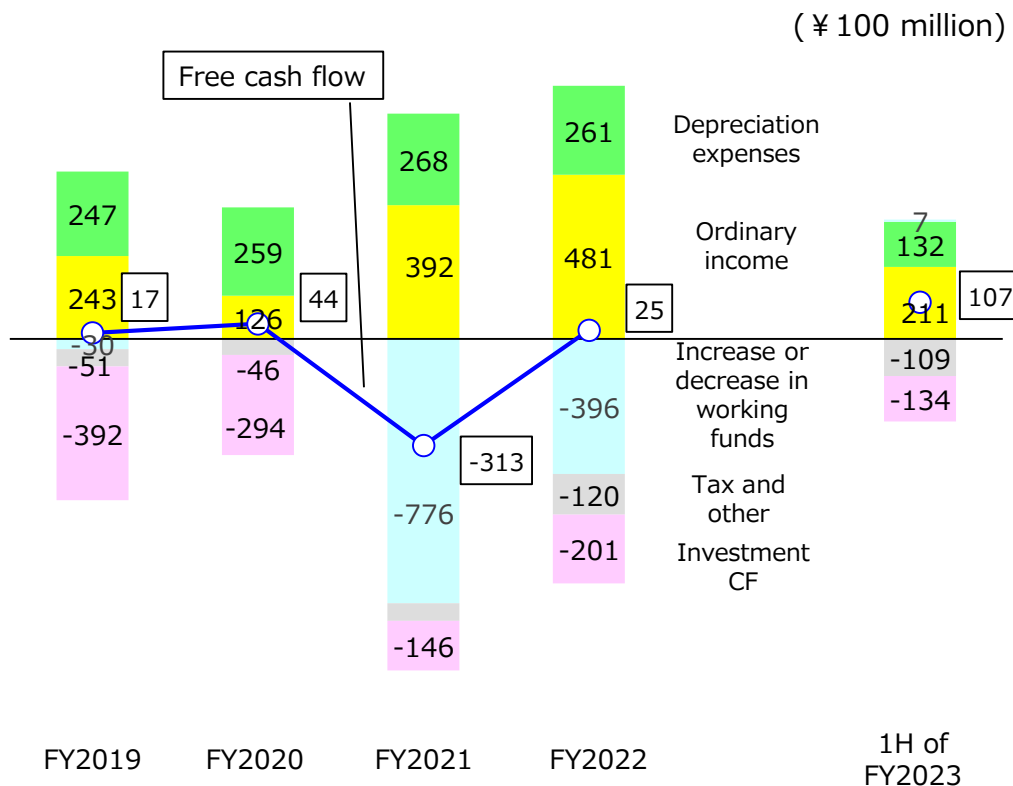 (￥100 million)
Free cash flow
Depreciation
expenses
Ordinary
income
Increase or
decrease in
working
funds
Tax and
other
Investment
CF
247
243
17
-30
-51
-392
259
126
44
-46
-294
268
392
-313
-776
-146
261
481
25
-396
-120
-201
7
132
211
107
-109
-134
FY2019
FY2020
FY2021
FY2022
1H of
FY2023